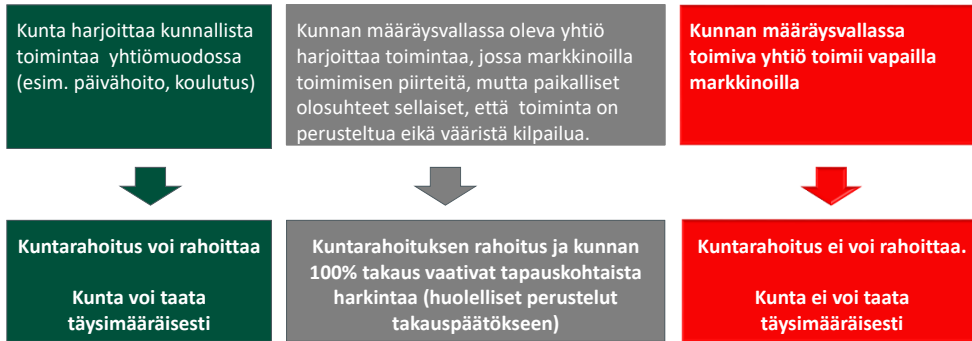 Kunta harjoittaa kunnallista
toimintaa yhtiömuodossa
(esim. päivähoito, koulutus)
Kunnan määräysvallassa oleva yhtiö
harjoittaa toimintaa, jossa markkinoilla
toimimisen piirteitä, mutta paikalliset
olosuhteet sellaiset, että toiminta on
perusteltua eikä vääristä kilpailua.
Kunnan määräysvallassa
toimiva yhtiö toimii vapailla
markkinoilla
Kuntarahoitus voi rahoittaa
Kunta voi taata
täysimääräisesti
Kuntarahoituksen rahoitus ja kunnan
100% takaus vaativat tapauskohtaista
harkintaa (huolelliset perustelut
takauspäätökseen)
Kuntarahoitus ei voi rahoittaa.
Kunta ei voi taata
täysimääräisesti